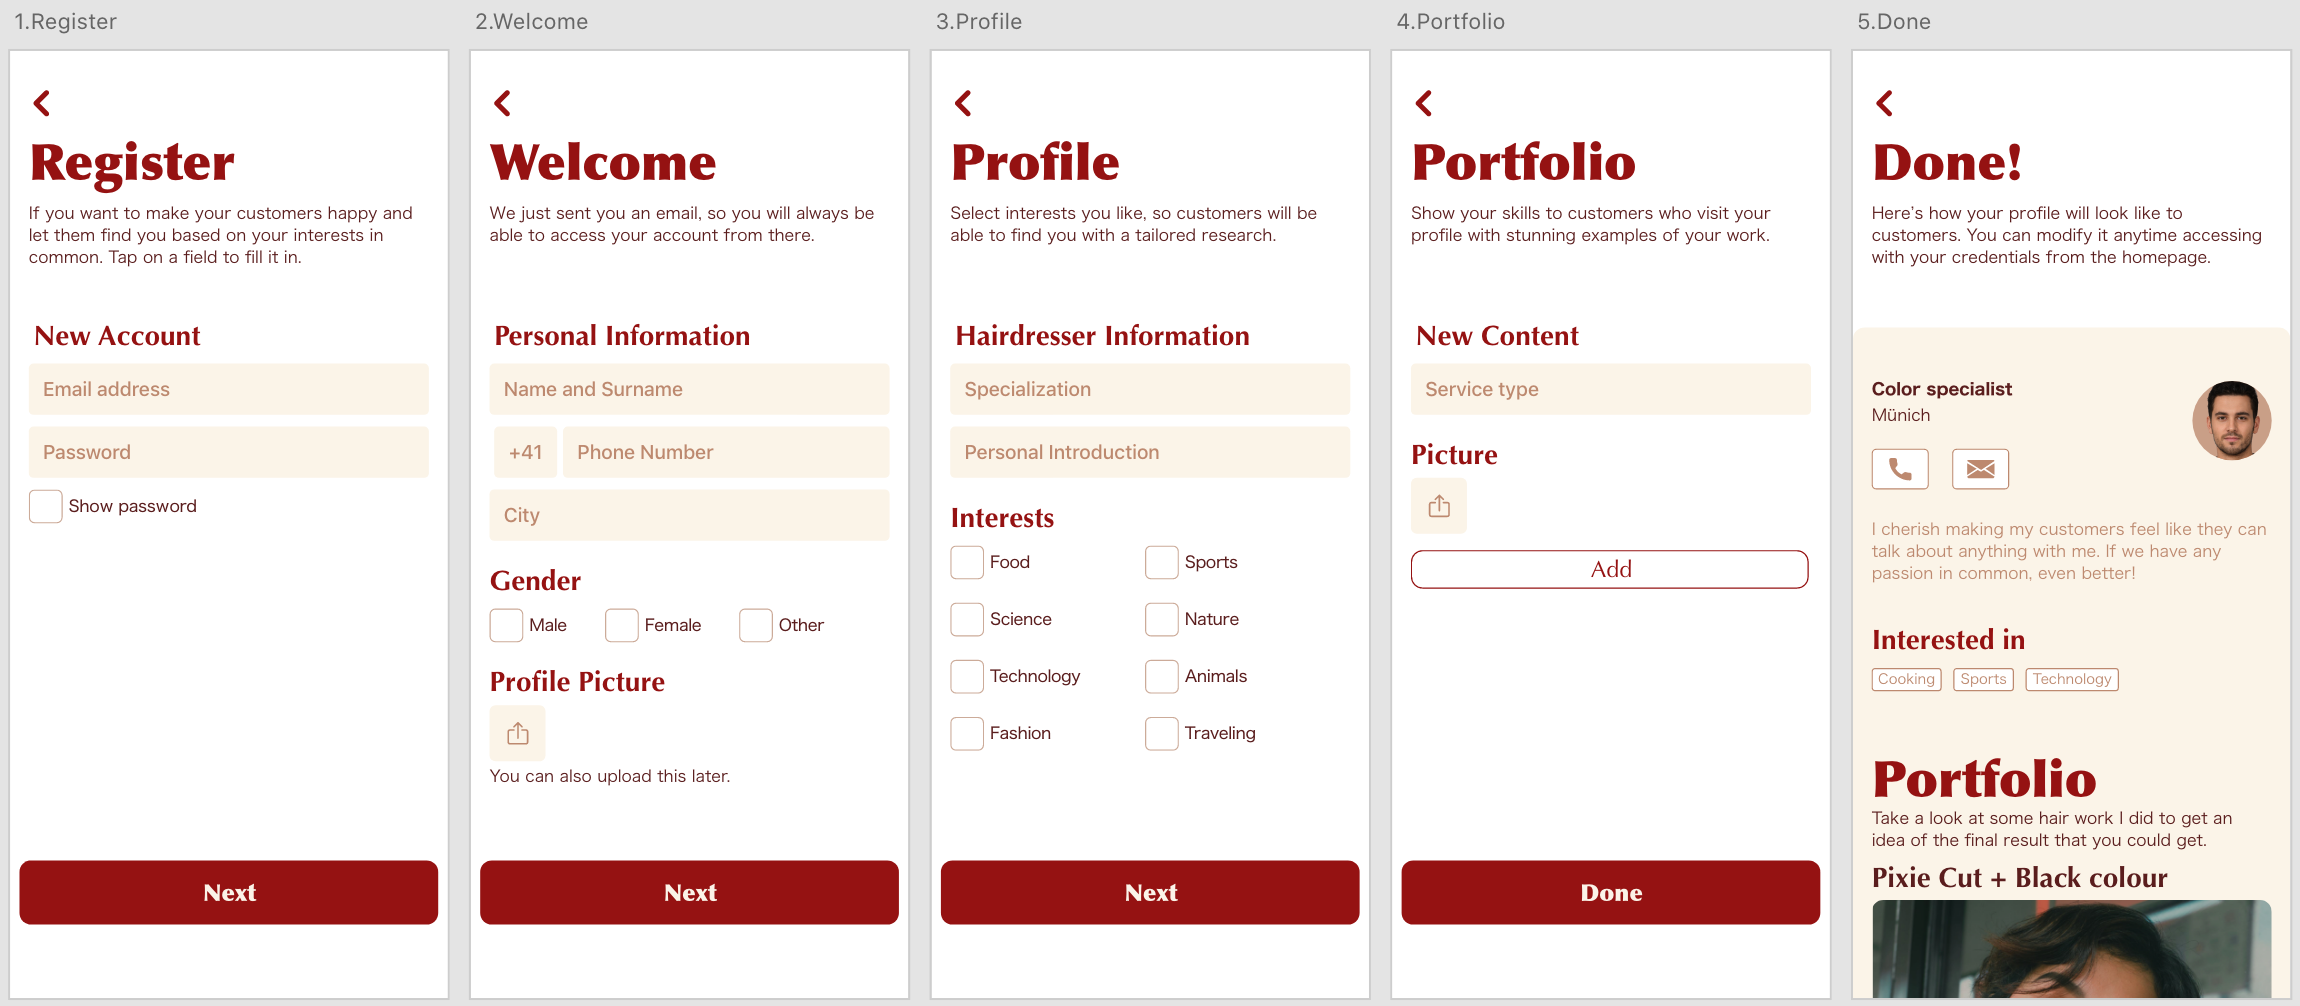 1.Register
Register
If you want to make your customers happy and
let them find you based on your interests in
common. Tap on a field to fill it in.
New Account
Email address
Password
Show password
Next
2.Welcome
Welcome
We just sent you an email, so you will always be
able to access your account from there.
Personal Information
Name and Surname
+41 Phone Number
City
Gender
Male Female Other
Profile Picture
You can also upload this later.
Next
3.Profile
Profile
Select interests you like, so customers will be
able to find you with a tailored research.
Hairdresser Information
Specialization
Personal Introduction
Interests
Food Sports
Science Nature
Technology Animals
Fashion Traveling
Next
4.Portfolio
Portfolio
Show your skills to customers who visit your
profile with stunning examples of your work.
New Content
Service type
Picture
Add
Done
5.Done
Done!
Here's how your profile will look like to
customers. You can modify it anytime accessing
with your credentials from the homepage.
Color specialist
Münich
I cherish making my customers feel like they can
talk about anything with me. If we have any
passion in common, even better!
Interested in
Cooking Sports Technology
Portfolio
Take a look at some hair work I did to get an
idea of the final result that you could get.
Pixie Cut + Black colour